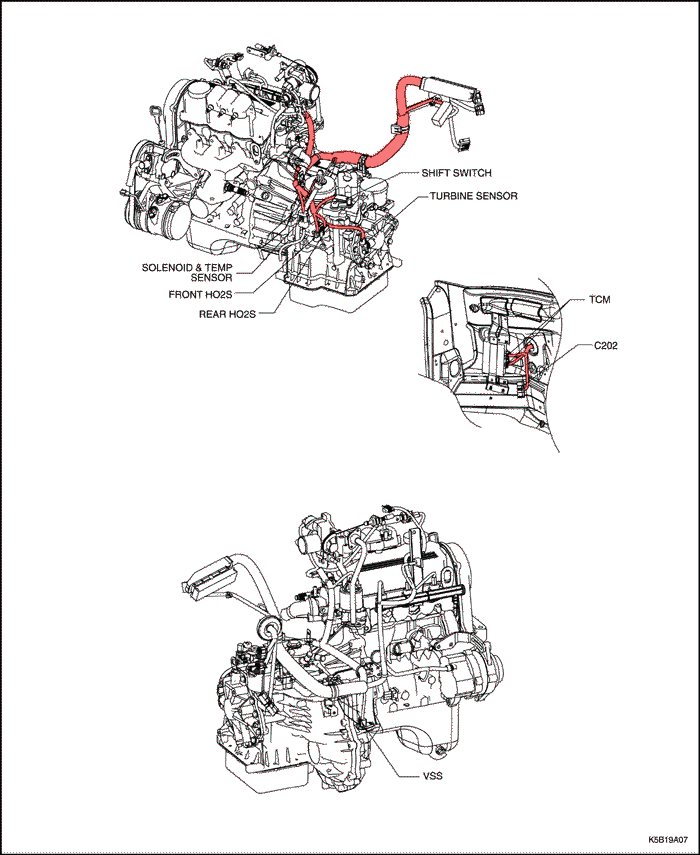 SHIFT SWITCH
TURBINE SENSOR
SOLENOID & TEMP
SENSOR
FRONT HO2S
REAR HO2S
TCM
C202
VSS
K5B19A07